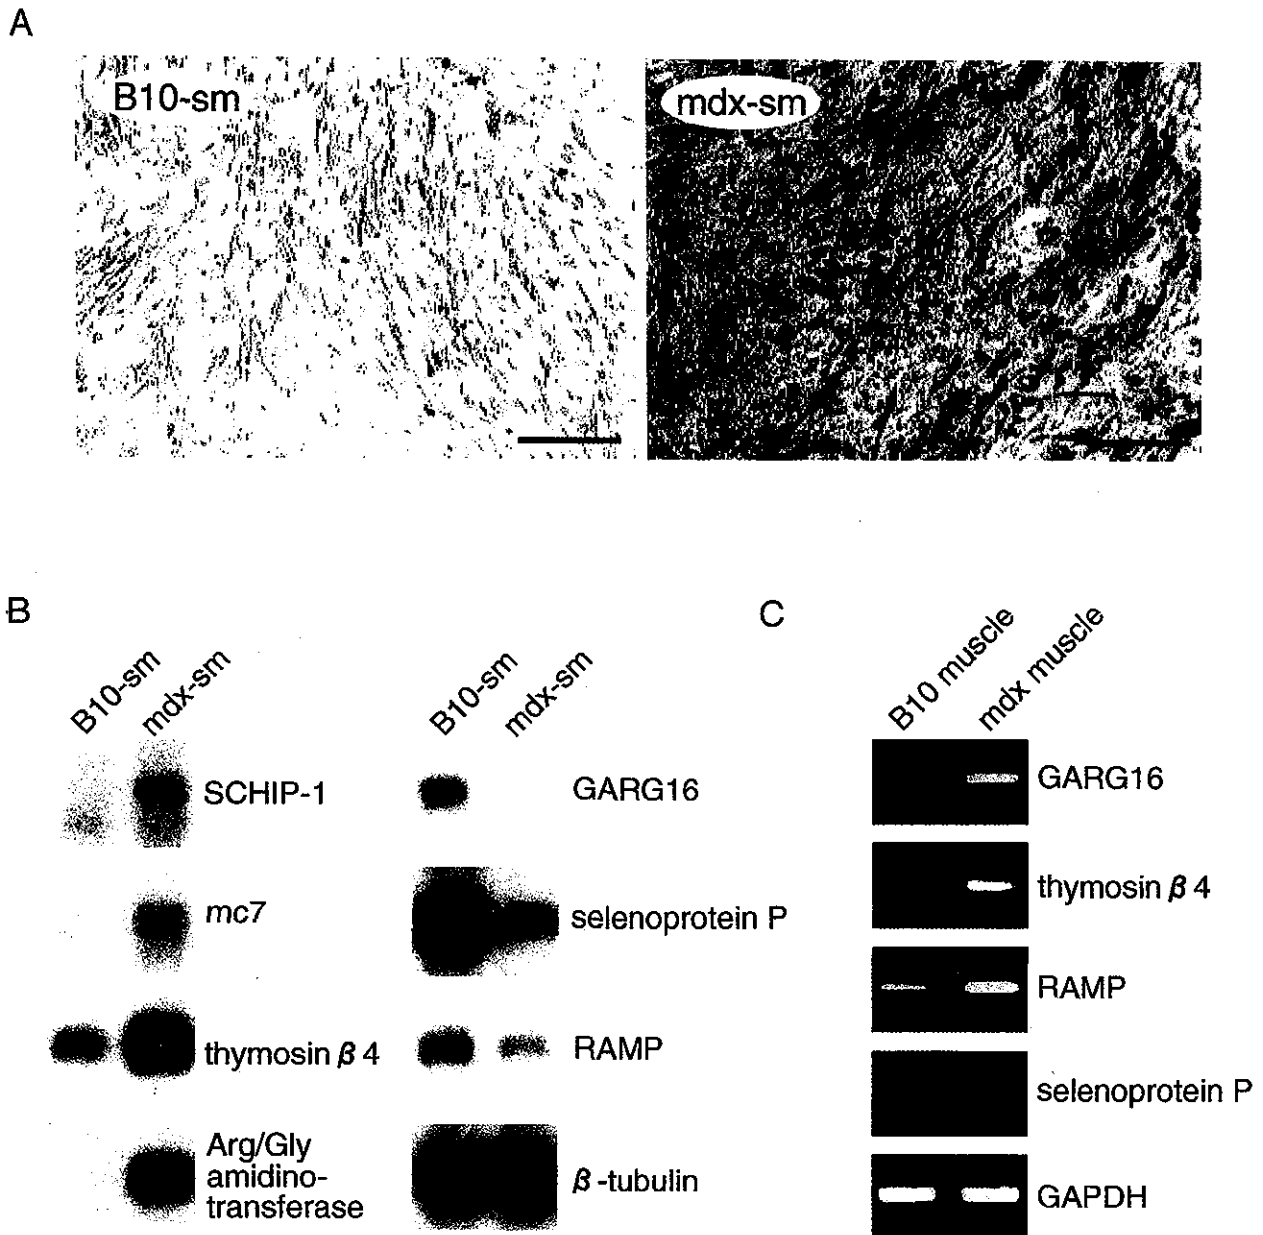 A
B10-sm
mdx-sm
B
B10-sm
mdx-sm
SCHIP-1
mc7
thymosin β 4
Arg/Gly
amidino-
transferase
B10-sm
mdx-sm
GARG16
selenoprotein P
RAMP
β-tubulin
C
B10 muscle
mdx muscle
GARG16
thymosin β 4
RAMP
selenoprotein P
GAPDH